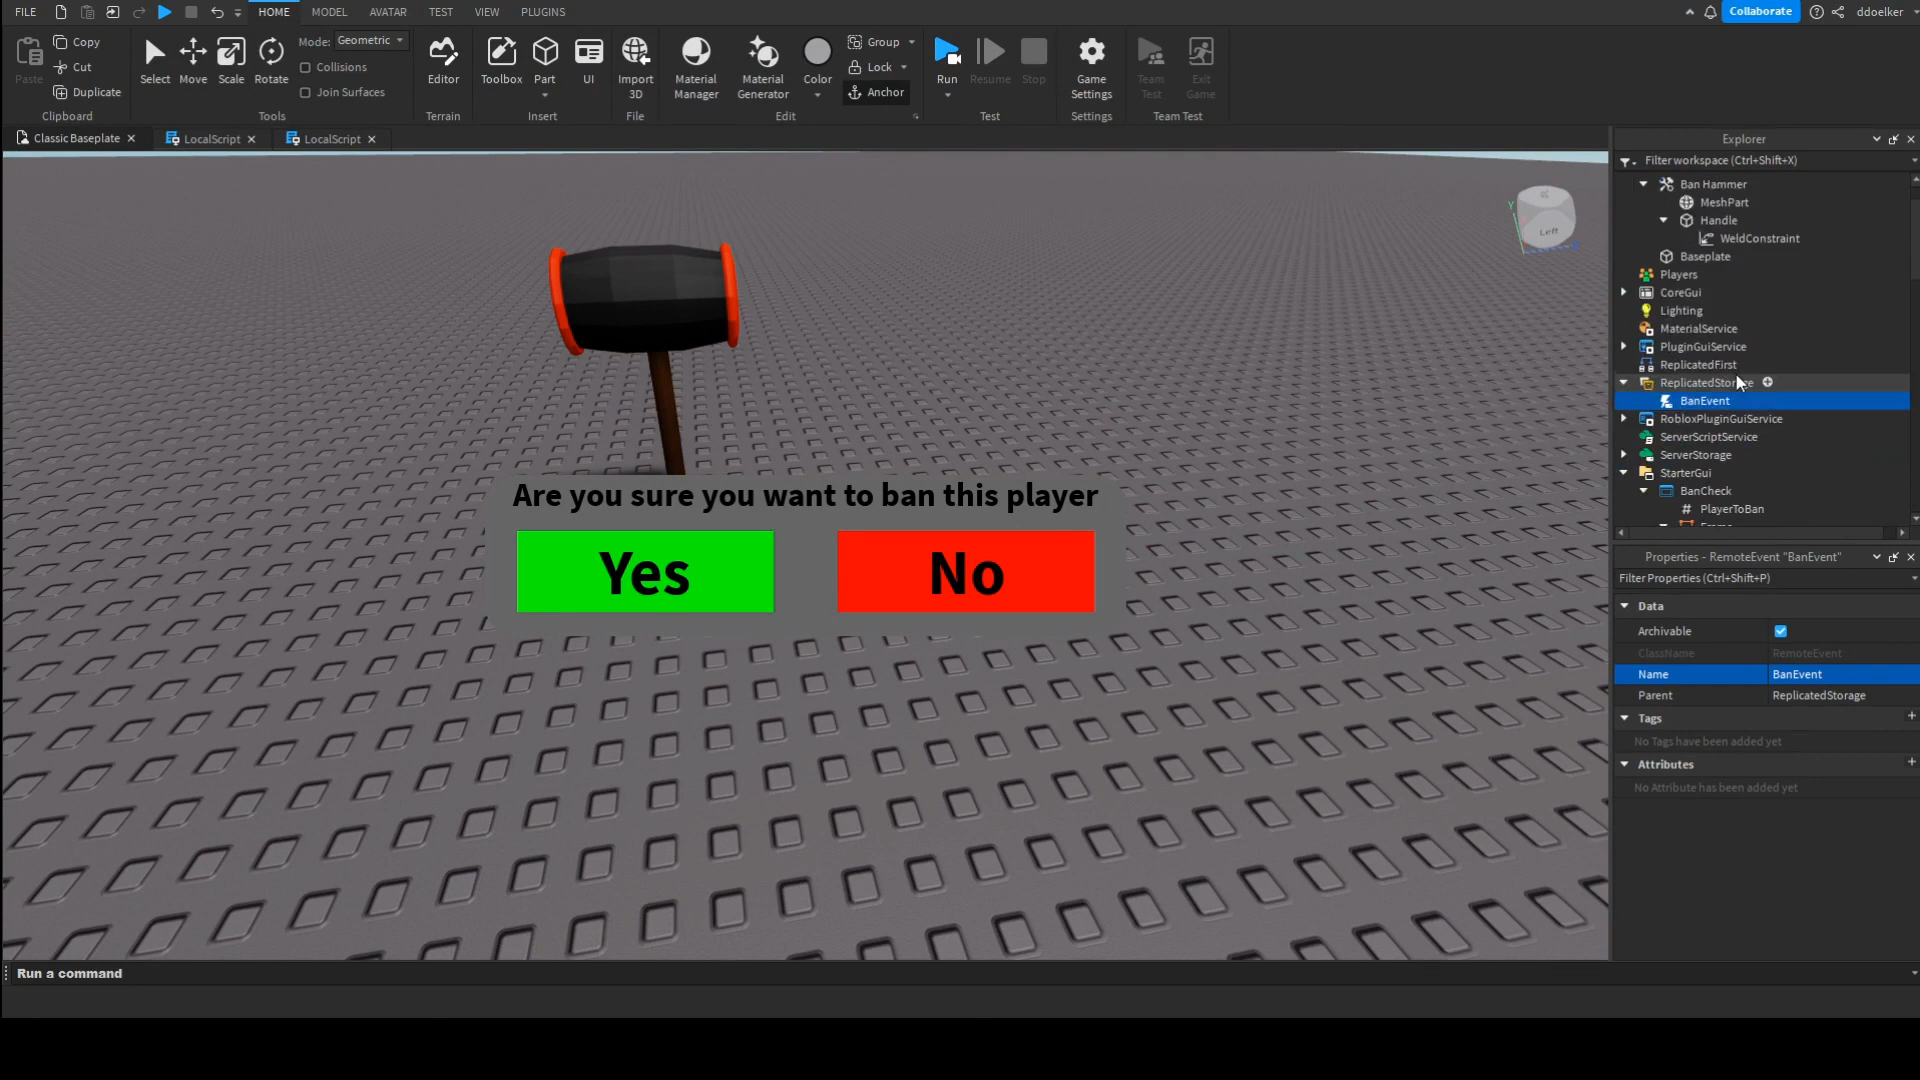 FILE
HOME MODEL AVATAR TEST VIEW PLUGINS
Collaborate
ddoelker
Paste
Copy
Cut
Duplicate
Clipboard
Select
Move
Scale
Rotate
Mode: Geometric
Collisions
Join Surfaces
Tools
Editor
Terrain
Toolbox
Part
UI
Insert
Import
3D
File
Material
Manager
Material
Generator
Color
Group
Lock
Anchor
Edit
Run
Resume
Stop
Test
Game
Settings
Settings
Team
Test
Exit
Game
Team Test
Classic Baseplate
LocalScript
LocalScript
Left
Are you sure you want to ban this player
Yes
No
Explorer
Filter workspace (Ctrl+Shift+X)
Ban Hammer
MeshPart
Handle
WeldConstraint
Baseplate
Players
CoreGui
Lighting
MaterialService
PluginGuiService
ReplicatedFirst
ReplicatedStorage
BanEvent
RobloxPluginGuiService
ServerScriptService
ServerStorage
StarterGui
BanCheck
PlayerToBan
Properties - RemoteEvent "BanEvent"
Filter Properties (Ctrl+Shift+P)
Data
Archivable
ClassName RemoteEvent
Name BanEvent
Parent ReplicatedStorage
Tags
No Tags have been added yet
Attributes
No Attribute has been added yet
Run a command